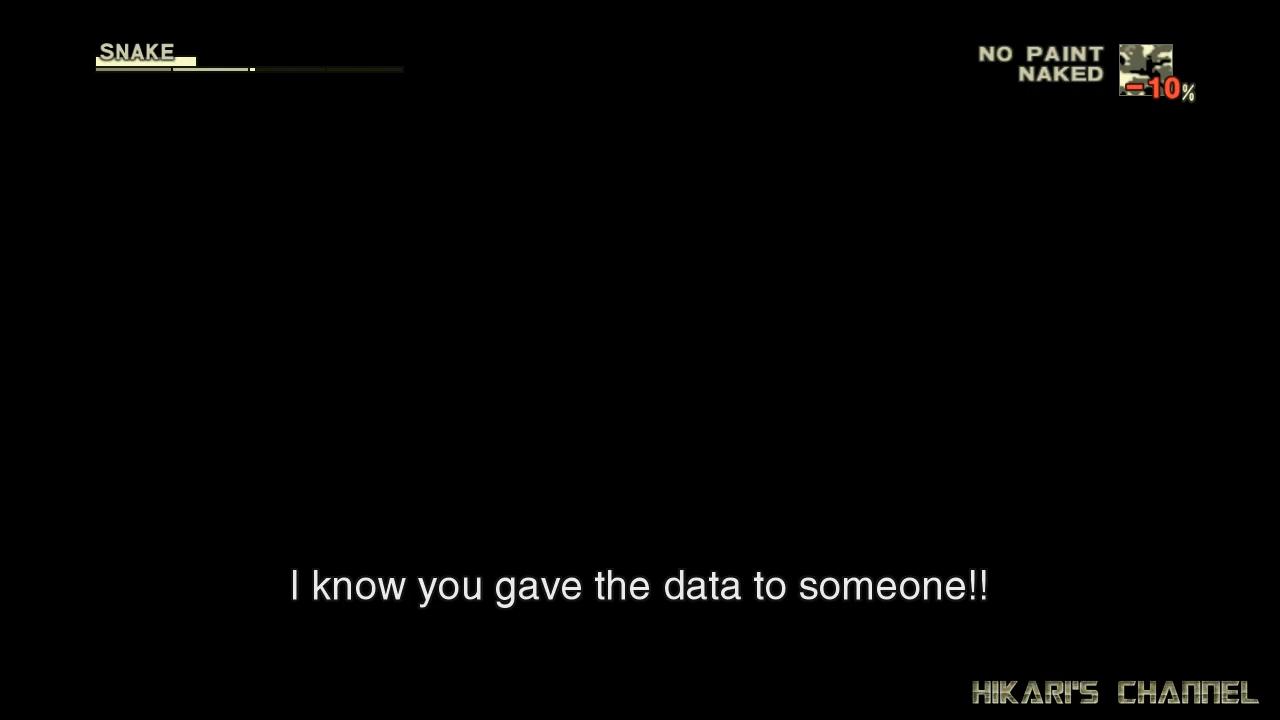 SNAKE
NO PAINT
NAKED
-10%
I know you gave the data to someone!!
HIKARI'S CHANNEL